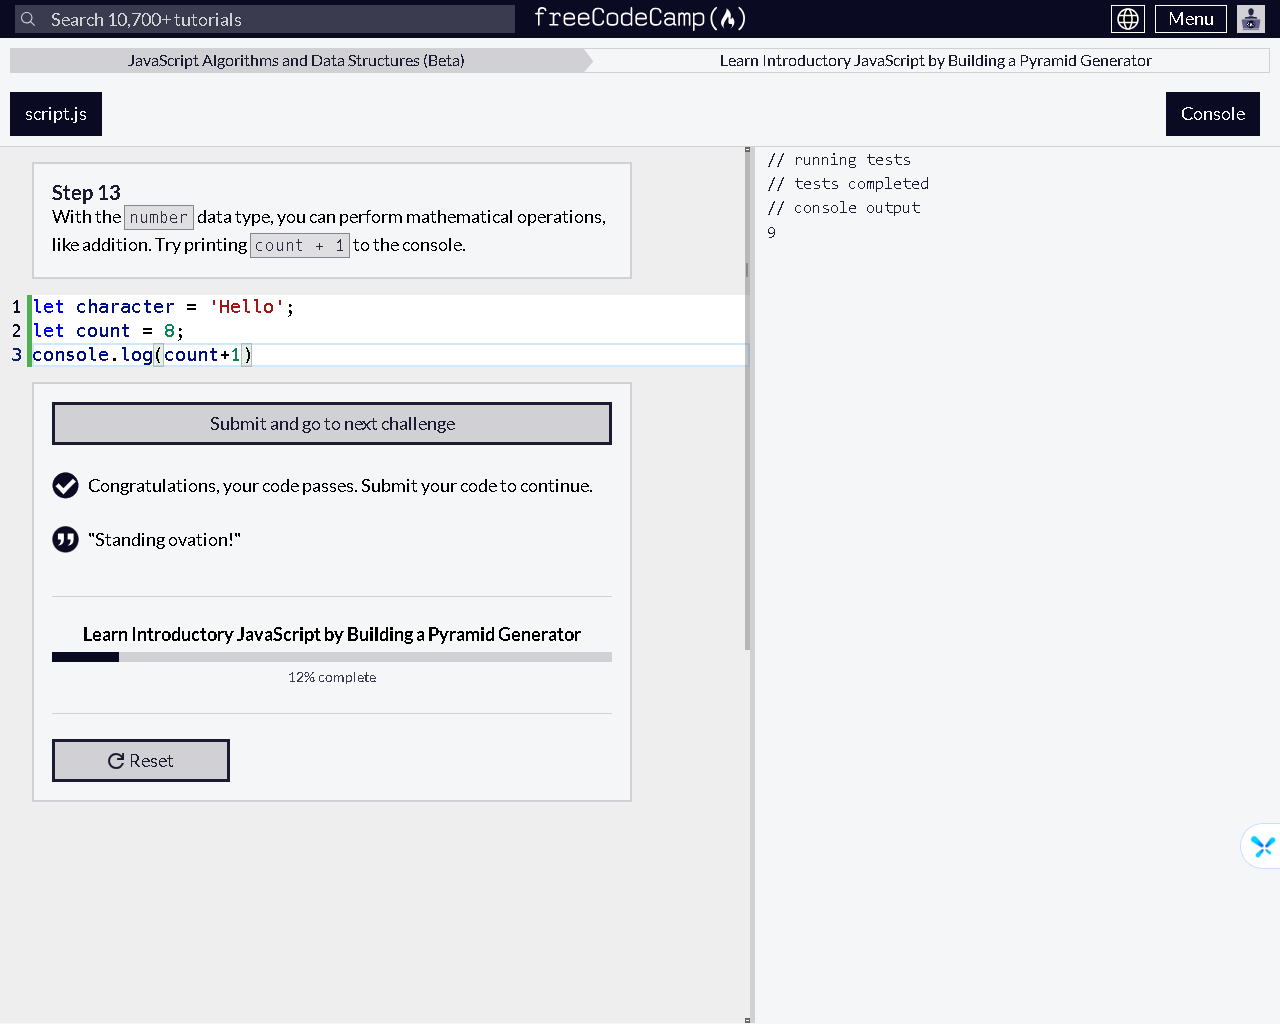 Search 10,700+ tutorials
freeCodeCamp
Menu
JavaScript Algorithms and Data Structures (Beta)
Learn Introductory JavaScript by Building a Pyramid Generator
script.js
Console
Step 13
With the number data type, you can perform mathematical operations,
like addition. Try printing count + 1 to the console.
1 let character = 'Hello';
2 let count = 8;
3 console.log(count+1)
Submit and go to next challenge
Congratulations, your code passes. Submit your code to continue.
"Standing ovation!"
Learn Introductory JavaScript by Building a Pyramid Generator
12% complete
Reset
// running tests
// tests completed
// console output
9